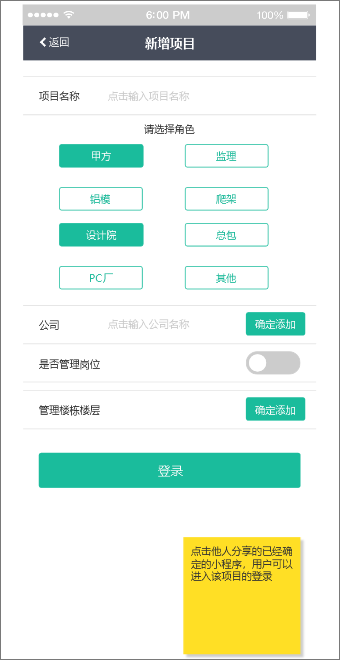 6:00 PM 100%
返回 新增项目
项目名称 点击输入项目名称
请选择角色
甲方 监理
铝模 爬架
设计院 总包
PC厂 其他
公司 点击输入公司名称 确定添加
是否管理岗位
管理楼栋楼层 确定添加
登录
点击他人分享的已经确
定的小程序，用户可以
进入该项目的登录